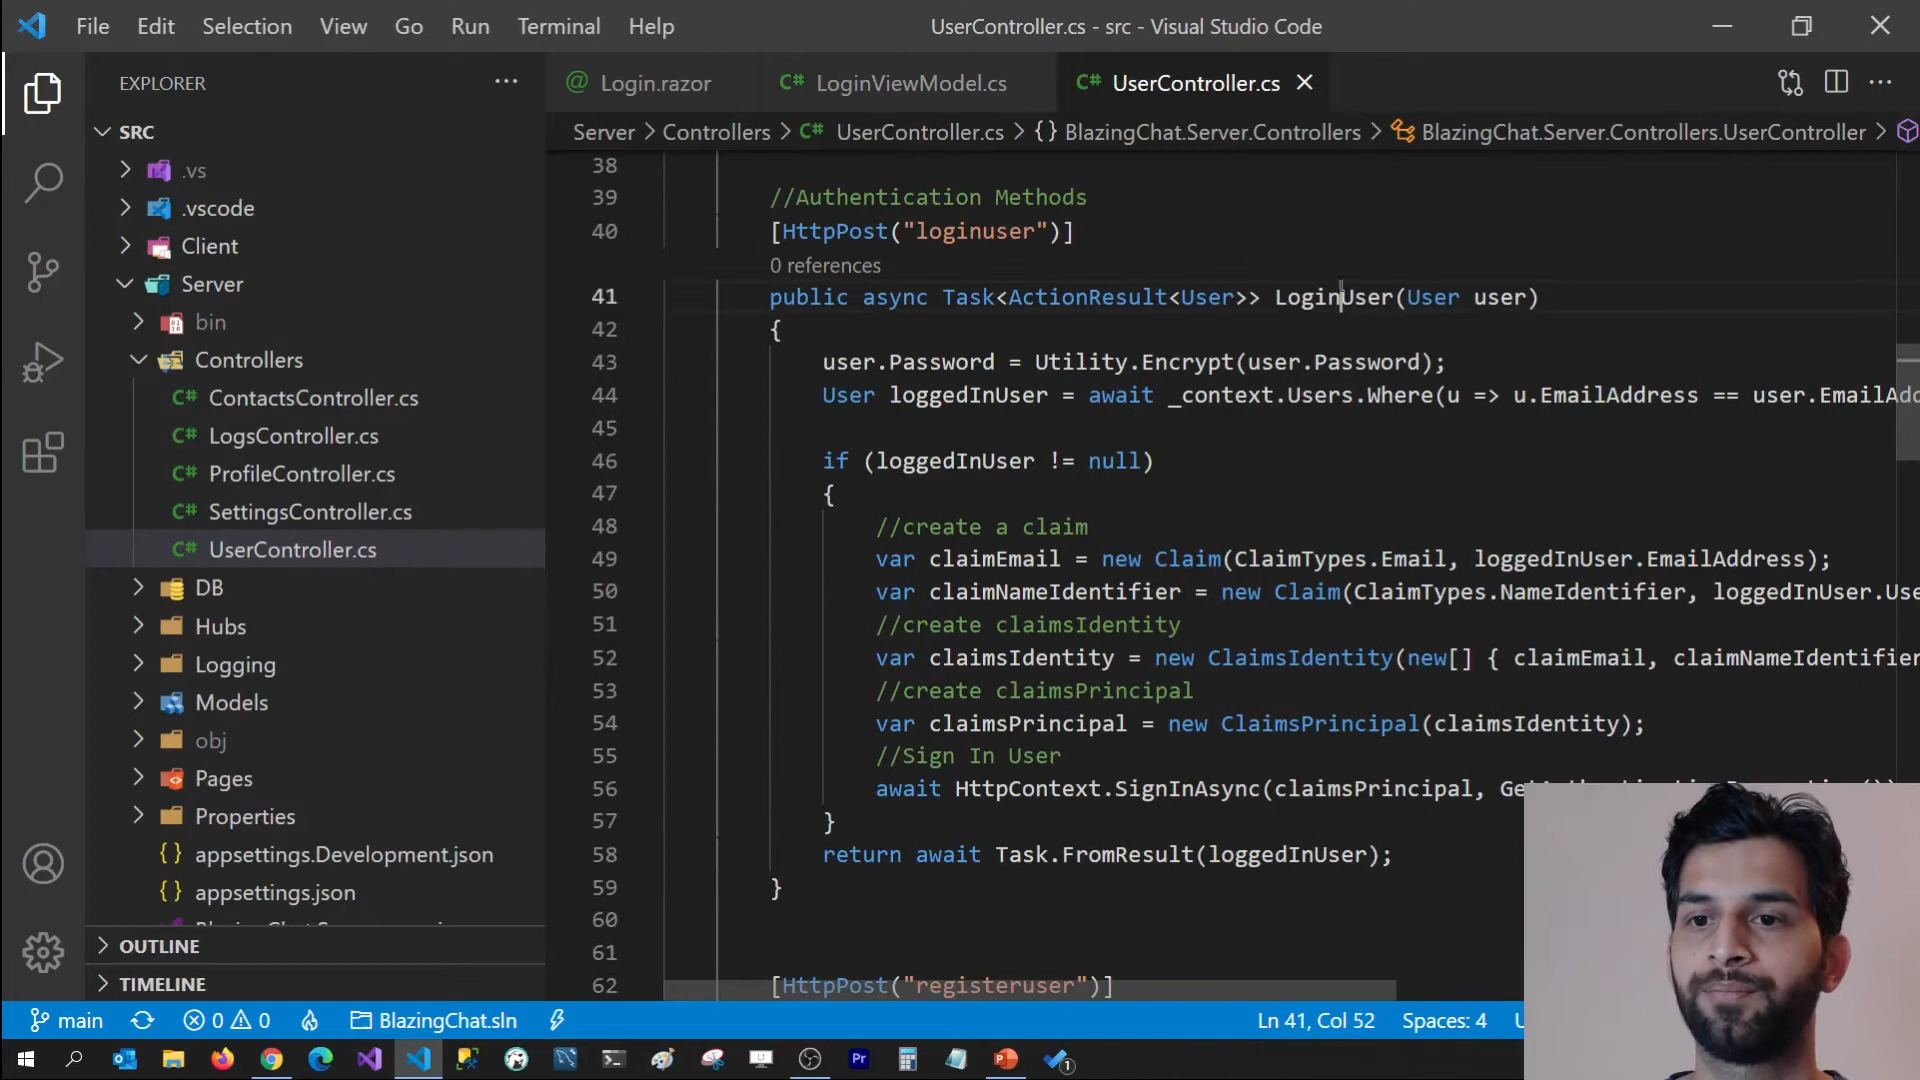 File Edit Selection View Go Run Terminal Help
UserController.cs - src - Visual Studio Code
EXPLORER
SRC
.vs
.vscode
Client
Server
bin
Controllers
C# ContactsController.cs
C# LogsController.cs
C# ProfileController.cs
C# SettingsController.cs
C# UserController.cs
DB
Hubs
Logging
Models
obj
Pages
Properties
{} appsettings.Development.json
{} appsettings.json
OUTLINE
TIMELINE
@ Login.razor C# LoginViewModel.cs C# UserController.cs
Server > Controllers > C# UserController.cs > {} BlazingChat.Server.Controllers > BlazingChat.Server.Controllers.UserController >
38
39 //Authentication Methods
40 [HttpPost("loginuser")]
0 references
41 public async Task<ActionResult<User>> LoginUser(User user)
42 {
43 user.Password = Utility.Encrypt(user.Password);
44 User loggedInUser = await _context.Users.Where(u => u.EmailAddress == user.EmailAdd
45
46 if (loggedInUser != null)
47 {
48 //create a claim
49 var claimEmail = new Claim(ClaimTypes.Email, loggedInUser.EmailAddress);
50 var claimNameIdentifier = new Claim(ClaimTypes.NameIdentifier, loggedInUser.Use
51 //create claimsIdentity
52 var claimsIdentity = new ClaimsIdentity(new[] { claimEmail, claimNameIdentifier
53 //create claimsPrincipal
54 var claimsPrincipal = new ClaimsPrincipal(claimsIdentity);
55 //Sign In User
56 await HttpContext.SignInAsync(claimsPrincipal,
57 }
58 return await Task.FromResult(loggedInUser);
59 }
60
61
62 [HttpPost("registeruser")]
main 0 0 BlazingChat.sln
Ln 41, Col 52 Spaces: 4
Pr
1